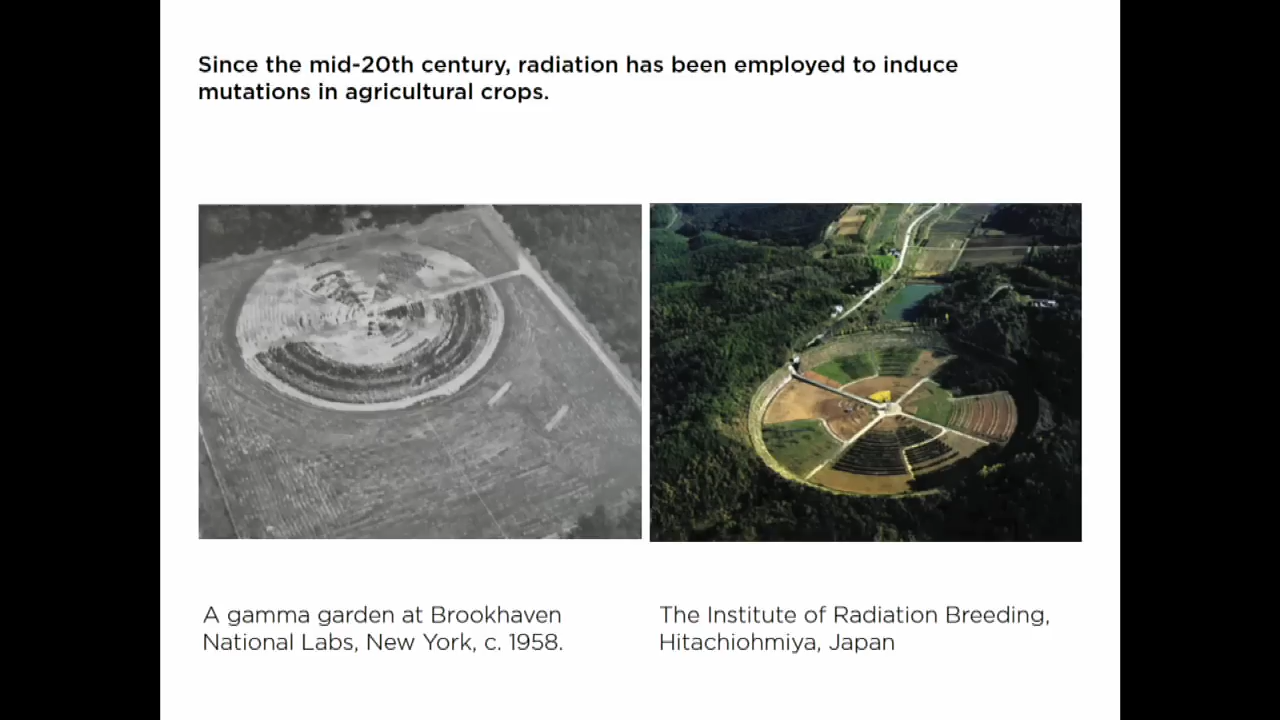 Since the mid-20th century, radiation has been employed to induce
mutations in agricultural crops.
A gamma garden at Brookhaven
National Labs, New York, c. 1958.
The Institute of Radiation Breeding,
Hitachiohmiya, Japan